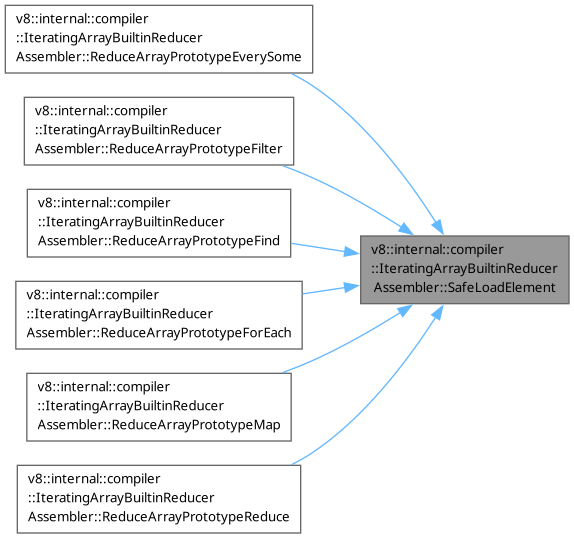 v8::internal::compiler
::IteratingArrayBuiltinReducer
Assembler::ReduceArrayPrototypeEverySome
v8::internal::compiler
::IteratingArrayBuiltinReducer
Assembler::ReduceArrayPrototypeFilter
v8::internal::compiler
::IteratingArrayBuiltinReducer
Assembler::ReduceArrayPrototypeFind
v8::internal::compiler
::IteratingArrayBuiltinReducer
Assembler::SafeLoadElement
v8::internal::compiler
::IteratingArrayBuiltinReducer
Assembler::ReduceArrayPrototypeForEach
v8::internal::compiler
::IteratingArrayBuiltinReducer
Assembler::ReduceArrayPrototypeMap
v8::internal::compiler
::IteratingArrayBuiltinReducer
Assembler::ReduceArrayPrototypeReduce